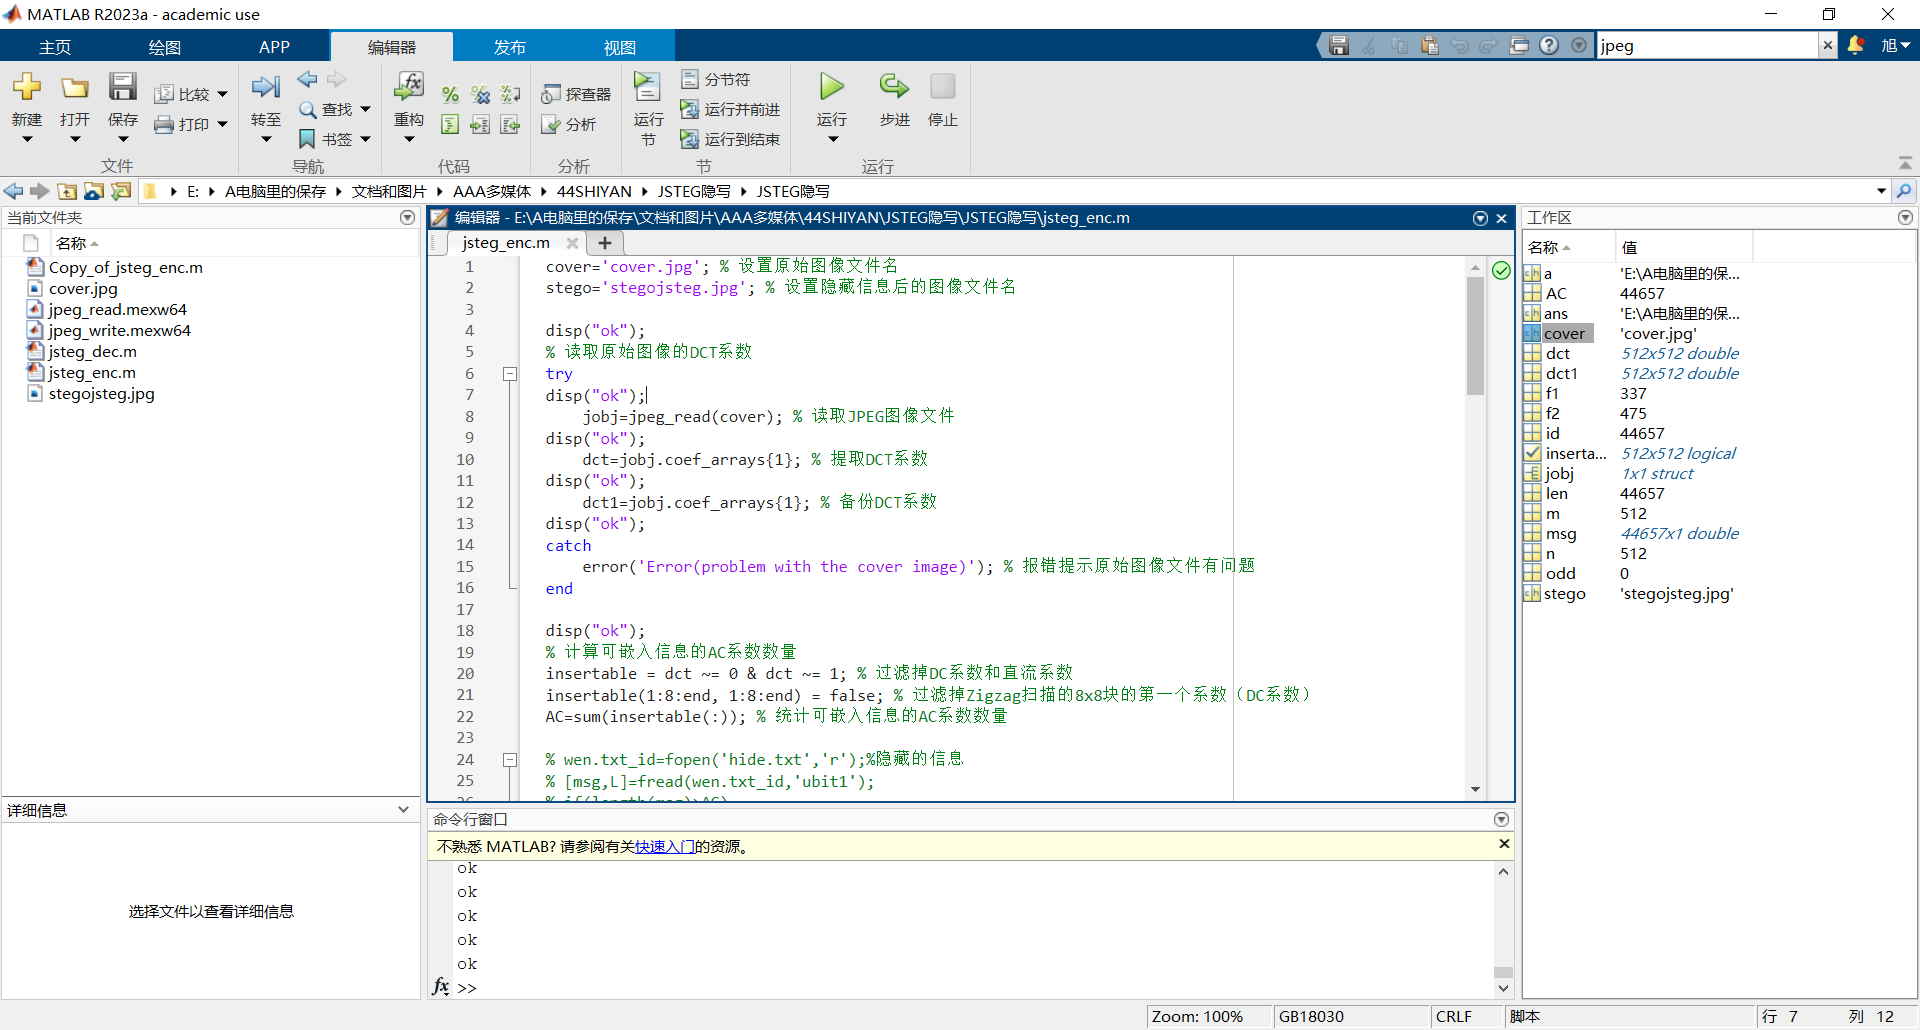 MATLAB R2023a - academic use
主页 绘图 APP 编辑器 发布 视图 jpeg 旭
新建 打开 保存 比较 打印 文件
转至 查找 书签 导航
重构 代码
探查器 分析 分析
运行节 分节符 运行并前进 运行到结束 节
运行 步进 停止 运行
E: A电脑里的保存 文档和图片 AAA多媒体 44SHIYAN JSTEG隐写 JSTEG隐写
当前文件夹
名称
Copy_of_jsteg_enc.m
cover.jpg
jpeg_read.mexw64
jpeg_write.mexw64
jsteg_dec.m
jsteg_enc.m
stegojsteg.jpg
详细信息
选择文件以查看详细信息
编辑器 - E:\A电脑里的保存\文档和图片\AAA多媒体\44SHIYAN\JSTEG隐写\JSTEG隐写\jsteg_enc.m
jsteg_enc.m
1 cover='cover.jpg'; % 设置原始图像文件名
2 stego='stegojsteg.jpg'; % 设置隐藏信息后的图像文件名
3
4 disp("ok");
5 % 读取原始图像的DCT系数
6 try
7 disp("ok");
8 jobj=jpeg_read(cover); % 读取JPEG图像文件
9 disp("ok");
10 dct=jobj.coef_arrays{1}; % 提取DCT系数
11 disp("ok");
12 dct1=jobj.coef_arrays{1}; % 备份DCT系数
13 disp("ok");
14 catch
15 error('Error(problem with the cover image)'); % 报错提示原始图像文件有问题
16 end
17
18 disp("ok");
19 % 计算可嵌入信息的AC系数数量
20 insertable = dct ~= 0 & dct ~= 1; % 过滤掉DC系数和直流系数
21 insertable(1:8:end, 1:8:end) = false; % 过滤掉Zigzag扫描的8x8块的第一个系数（DC系数）
22 AC=sum(insertable(:)); % 统计可嵌入信息的AC系数数量
23
24 % wen.txt_id=fopen('hide.txt','r');%隐藏的信息
25 % [msg,L]=fread(wen.txt_id,'ubit1');
26 % if(length(msg)>AC)
命令行窗口
不熟悉 MATLAB? 请参阅有关快速入门的资源。
ok
ok
ok
ok
ok
fx >>
工作区
名称 值
a 'E:\A电脑里的保...
AC 44657
ans 'E:\A电脑里的保...
cover 'cover.jpg'
dct 512x512 double
dct1 512x512 double
f1 337
f2 475
id 44657
inserta... 512x512 logical
jobj 1x1 struct
len 44657
m 512
msg 44657x1 double
n 512
odd 0
stego 'stegojsteg.jpg'
Zoom: 100% GB18030 CRLF 脚本 行 7 列 12